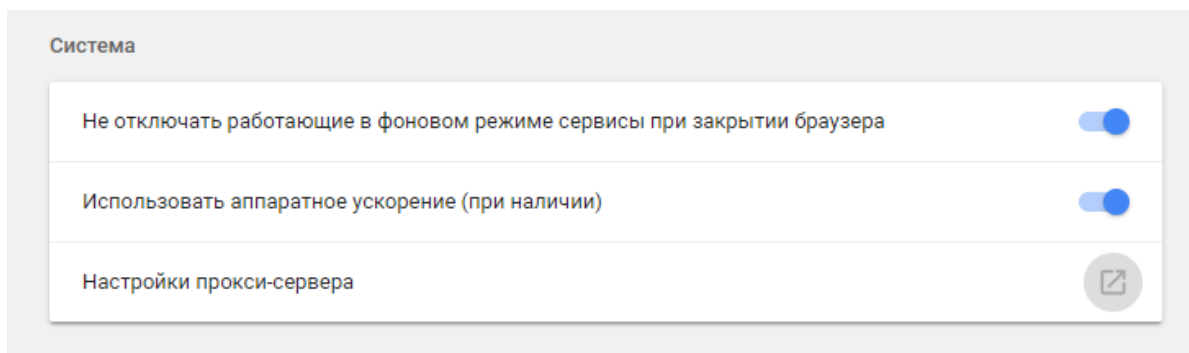 Система
Не отключать работающие в фоновом режиме сервисы при закрытии браузера
Использовать аппаратное ускорение (при наличии)
Настройки прокси-сервера